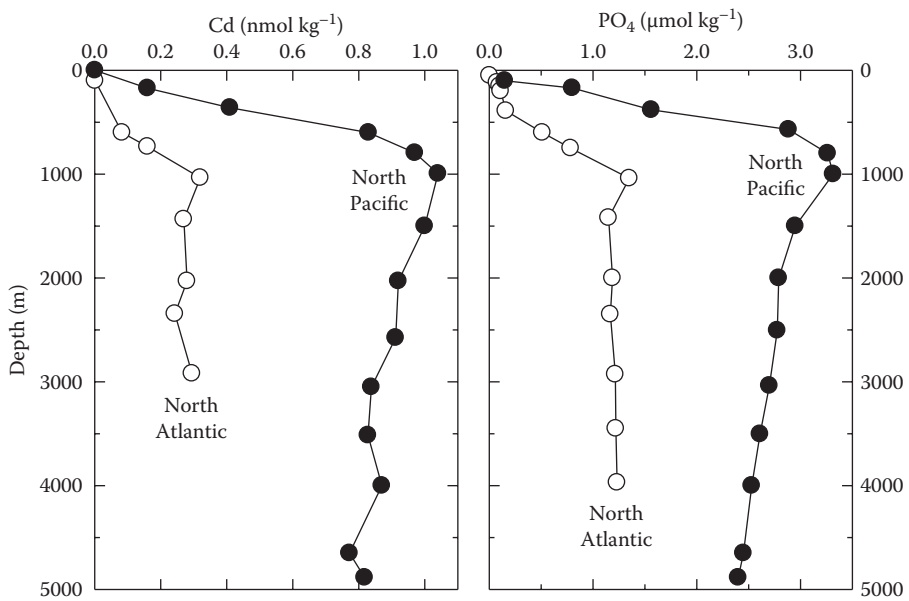 Cd (nmol kg⁻¹)
0.0 0.2 0.4 0.6 0.8 1.0
PO₄ (μmol kg⁻¹)
0.0 1.0 2.0 3.0
Depth (m)
0
1000
2000
3000
4000
5000
North
Pacific
North
Atlantic
North
Pacific
North
Atlantic
0
1000
2000
3000
4000
5000